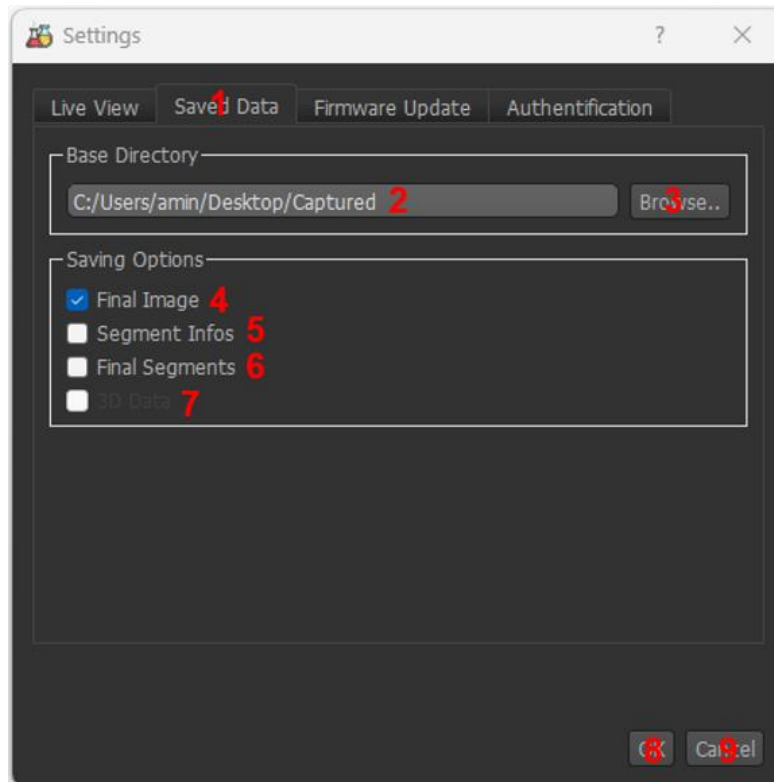 Settings ?
Live View Saved Data Firmware Update Authentification
1
Base Directory
C:/Users/amin/Desktop/Captured 2 Browse.. 3
Saving Options
Final Image 4
Segment Infos 5
Final Segments 6
3D Data 7
OK 8 Cancel 9